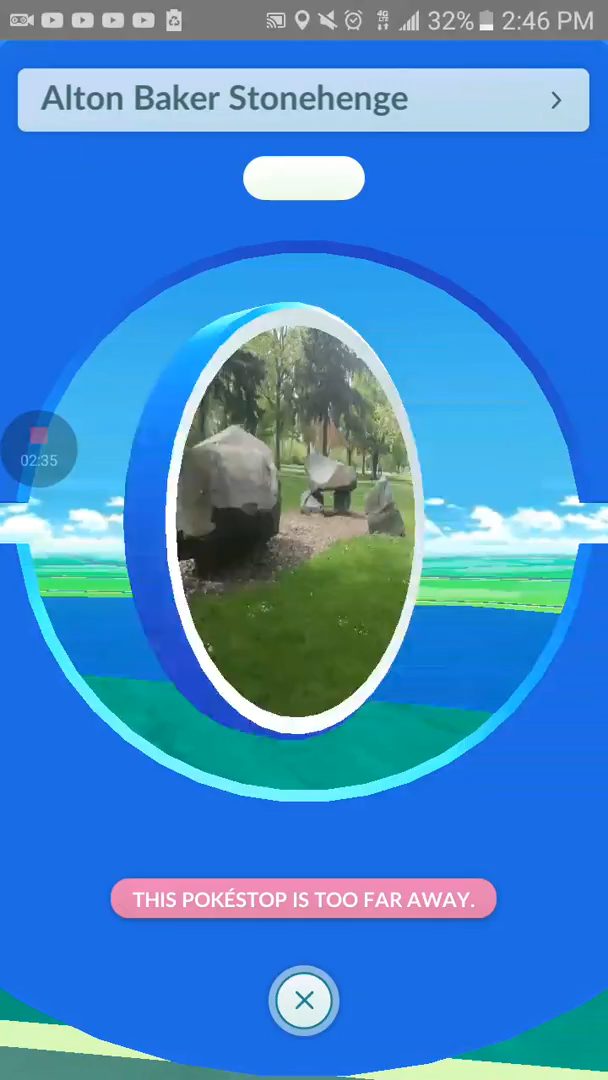 32% 2:46 PM
Alton Baker Stonehenge
02:35
THIS POKÉSTOP IS TOO FAR AWAY.